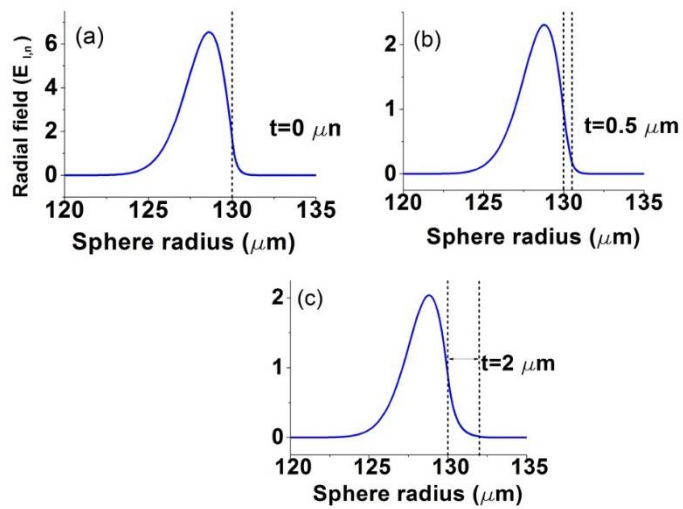 (a)
Radial field (E l,n)
6
4
2
0
t=0 μn
120 125 130 135
Sphere radius (μm)
(b)
2
1
0
t=0.5 μm
120 125 130 135
Sphere radius (μm)
(c)
2
1
0
t=2 μm
120 125 130 135
Sphere radius (μm)